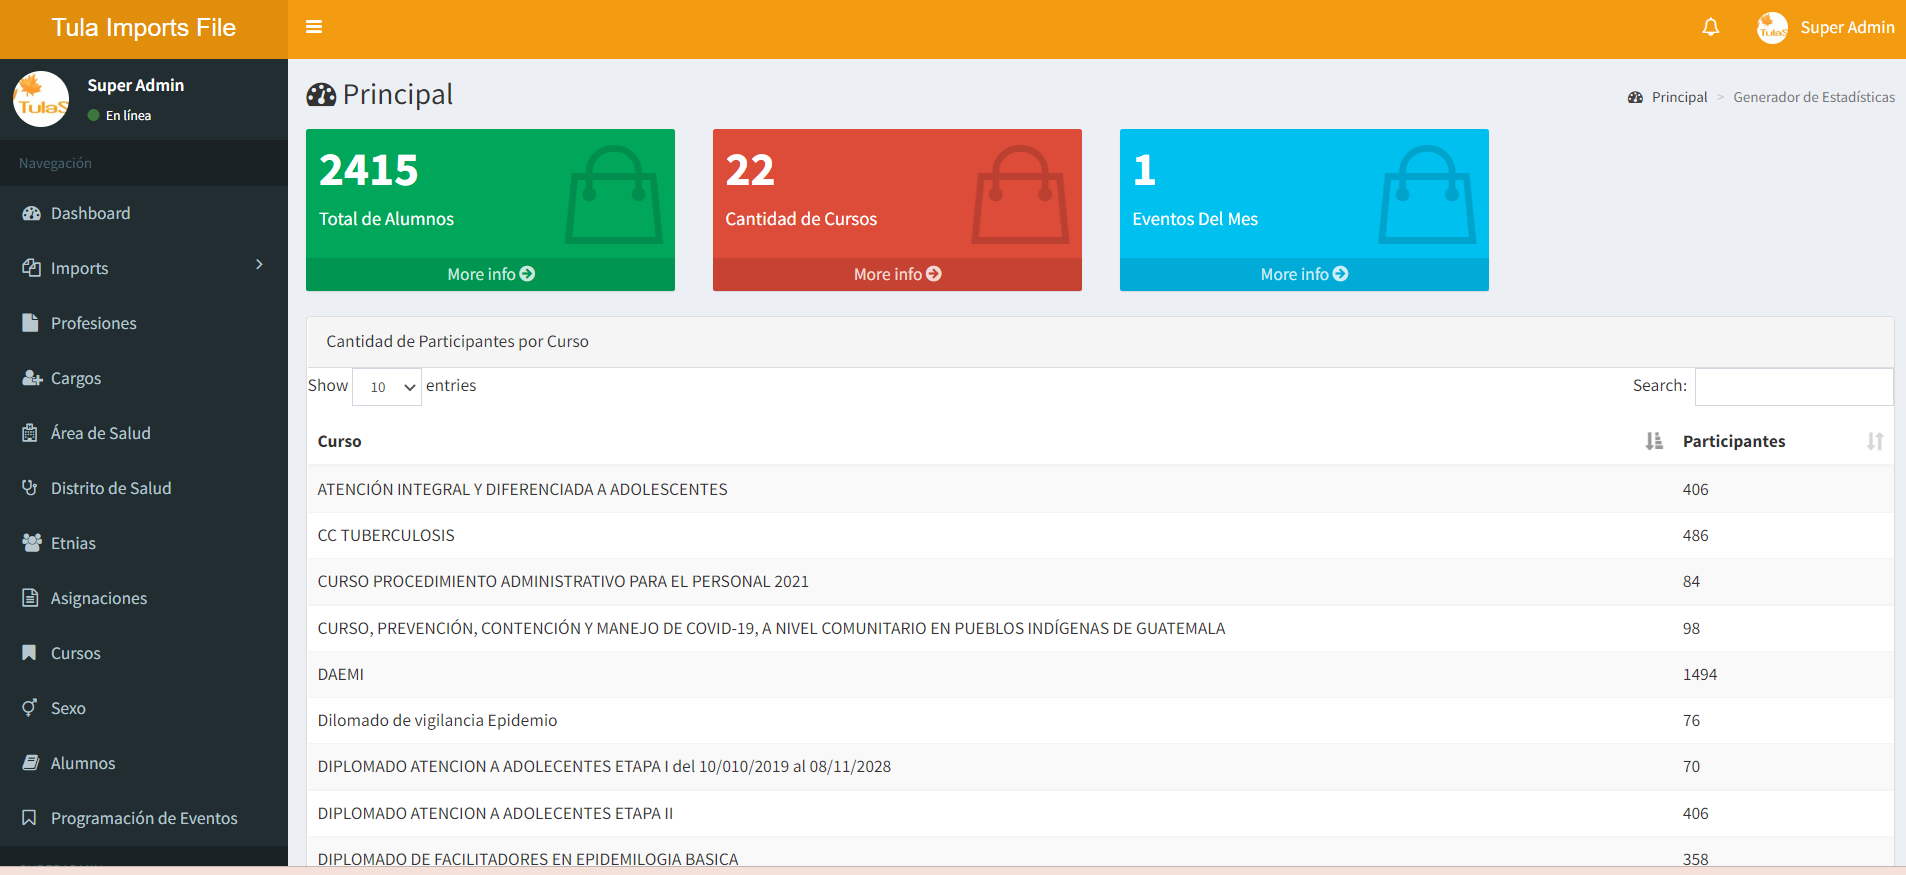 Tula Imports File
Super Admin
TulaS
Super Admin
En línea
Navegación
Dashboard
Imports
Profesiones
Cargos
Área de Salud
Distrito de Salud
Etnias
Asignaciones
Cursos
Sexo
Alumnos
Programación de Eventos
Principal
Principal > Generador de Estadísticas
2415
Total de Alumnos
More info
22
Cantidad de Cursos
More info
1
Eventos Del Mes
More info
Cantidad de Participantes por Curso
Show 10 entries Search:
Curso Participantes
ATENCIÓN INTEGRAL Y DIFERENCIADA A ADOLESCENTES 406
CC TUBERCULOSIS 486
CURSO PROCEDIMIENTO ADMINISTRATIVO PARA EL PERSONAL 2021 84
CURSO, PREVENCIÓN, CONTENCIÓN Y MANEJO DE COVID-19, A NIVEL COMUNITARIO EN PUEBLOS INDÍGENAS DE GUATEMALA 98
DAEMI 1494
Dilomado de vigilancia Epidemio 76
DIPLOMADO ATENCION A ADOLECENTES ETAPA I del 10/010/2019 al 08/11/2028 70
DIPLOMADO ATENCION A ADOLECENTES ETAPA II 406
DIPLOMADO DE FACILITADORES EN EPIDEMILOGIA BASICA 358